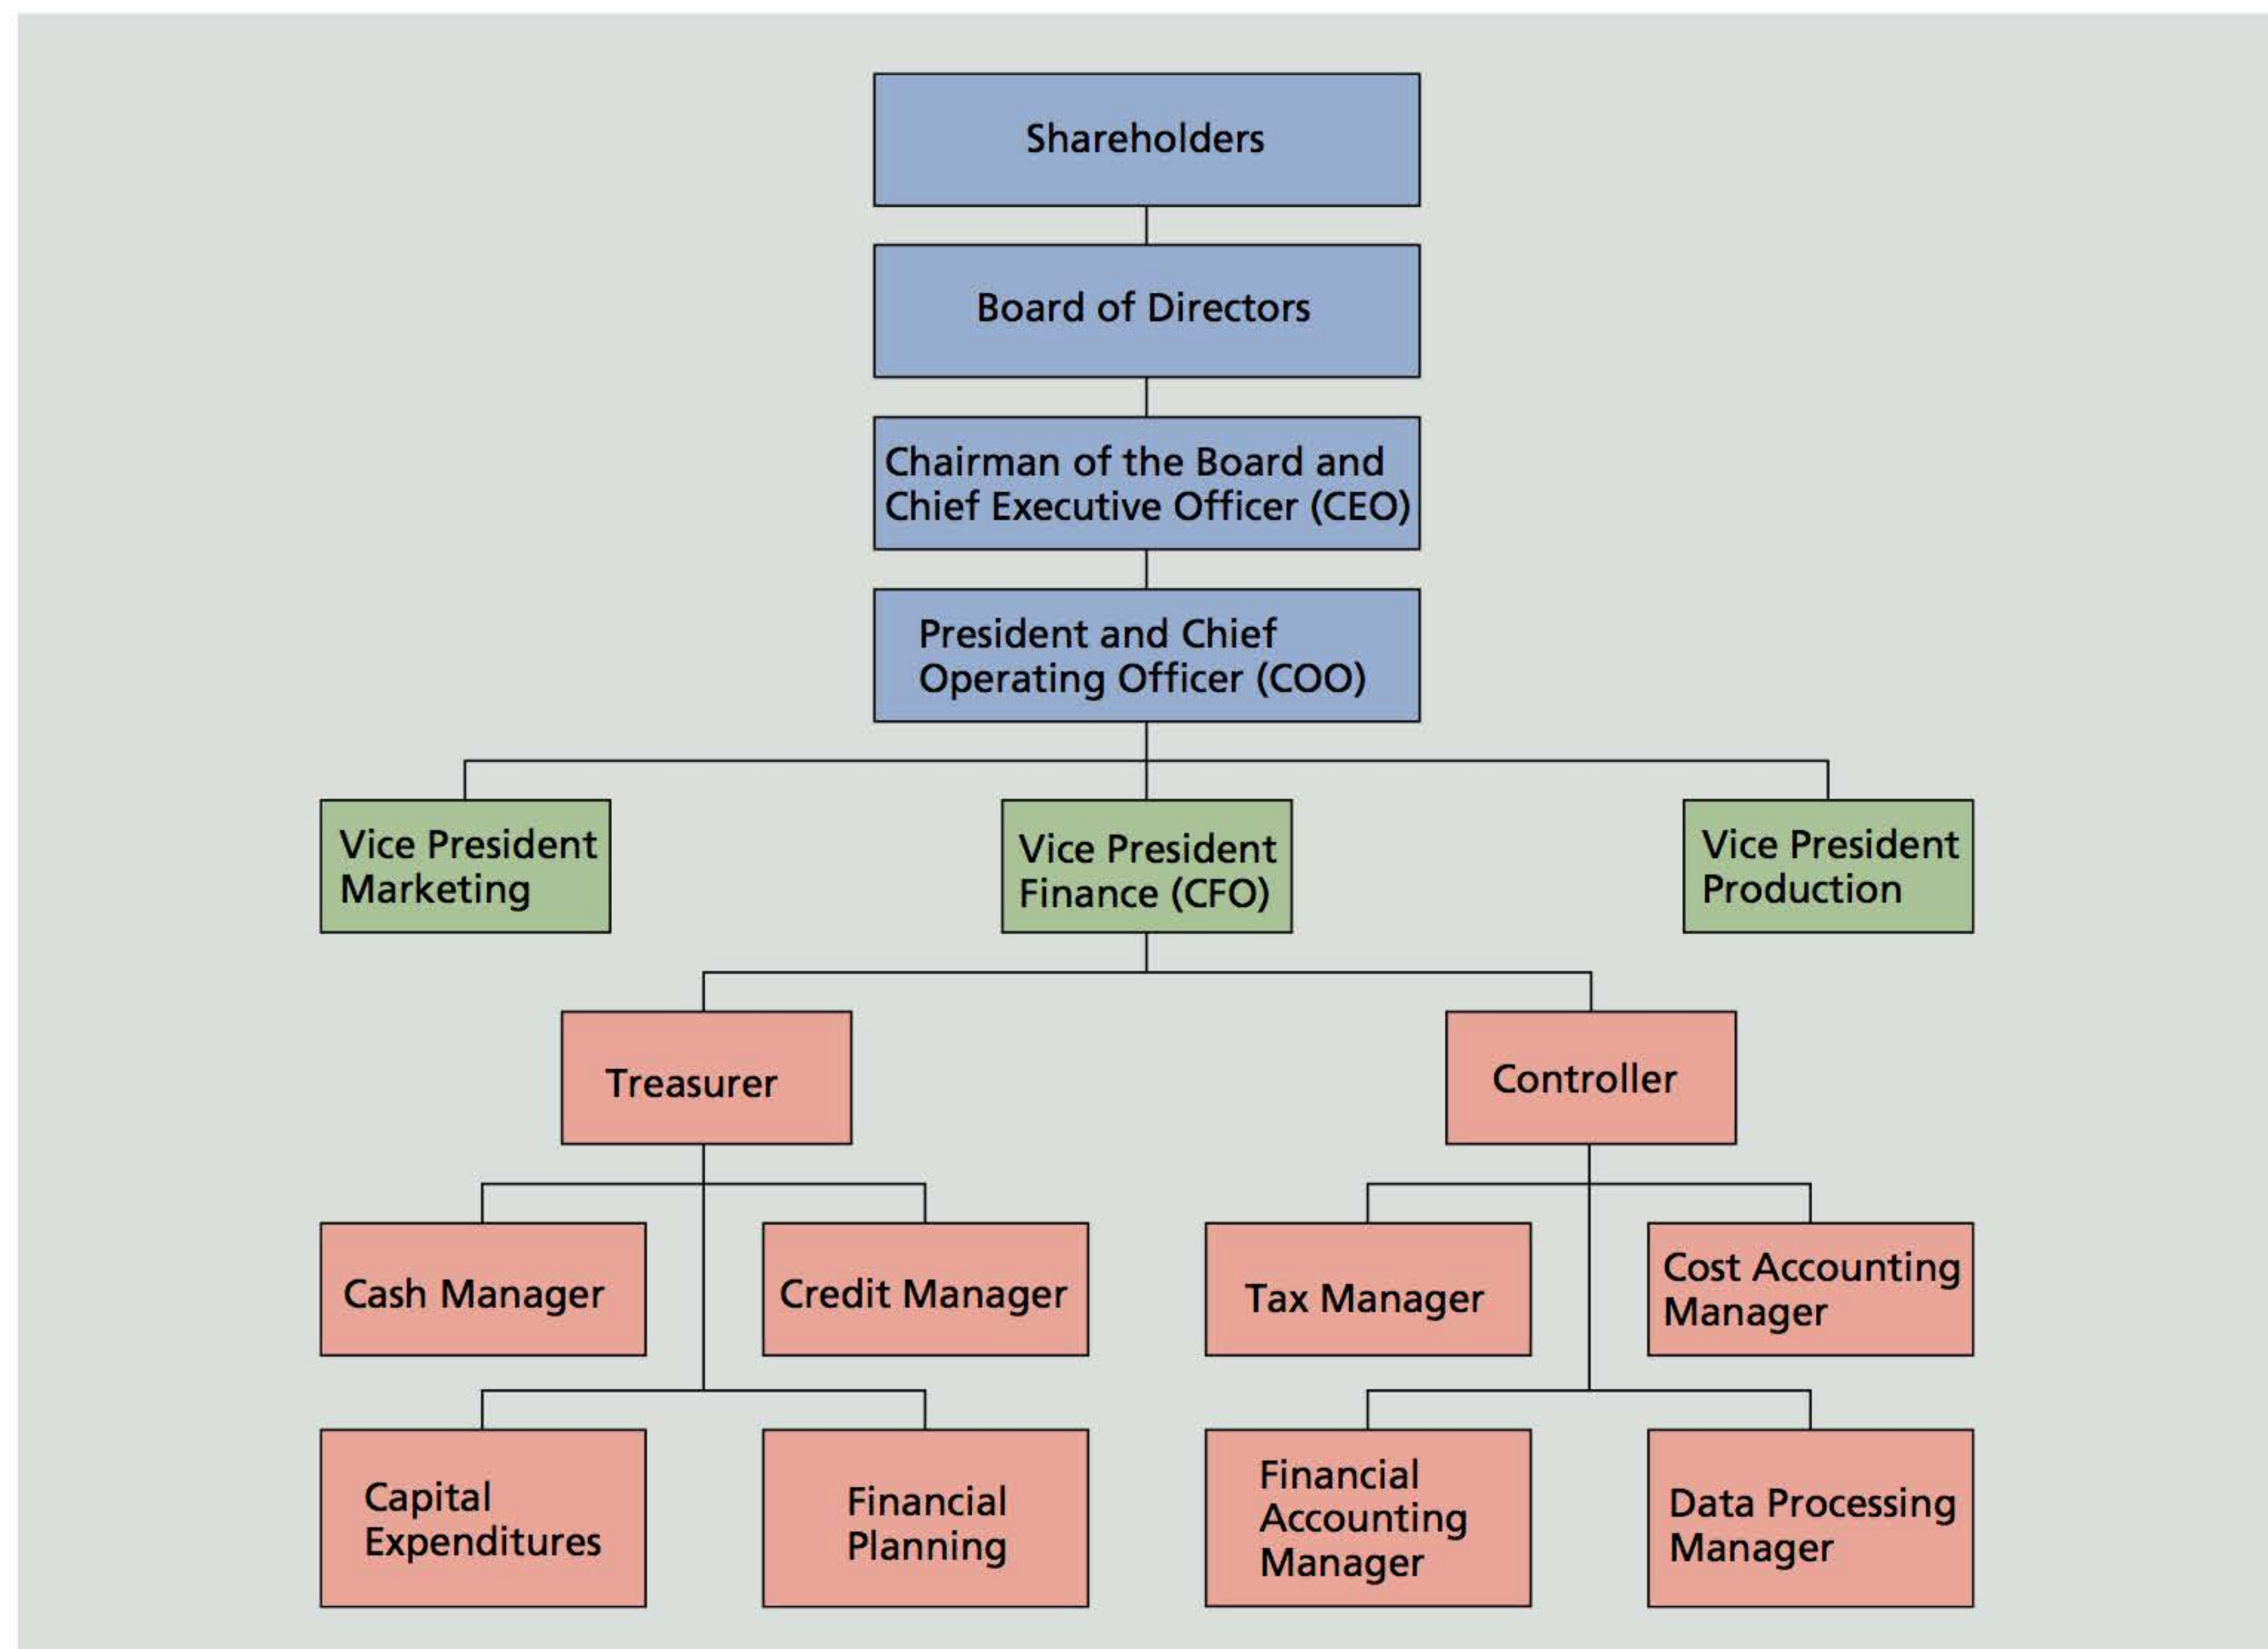 Shareholders
Board of Directors
Chairman of the Board and
Chief Executive Officer (CEO)
President and Chief
Operating Officer (COO)
Vice President
Marketing
Vice President
Finance (CFO)
Vice President
Production
Treasurer
Controller
Cash Manager
Credit Manager
Tax Manager
Cost Accounting
Manager
Capital
Expenditures
Financial
Planning
Financial
Accounting
Manager
Data Processing
Manager